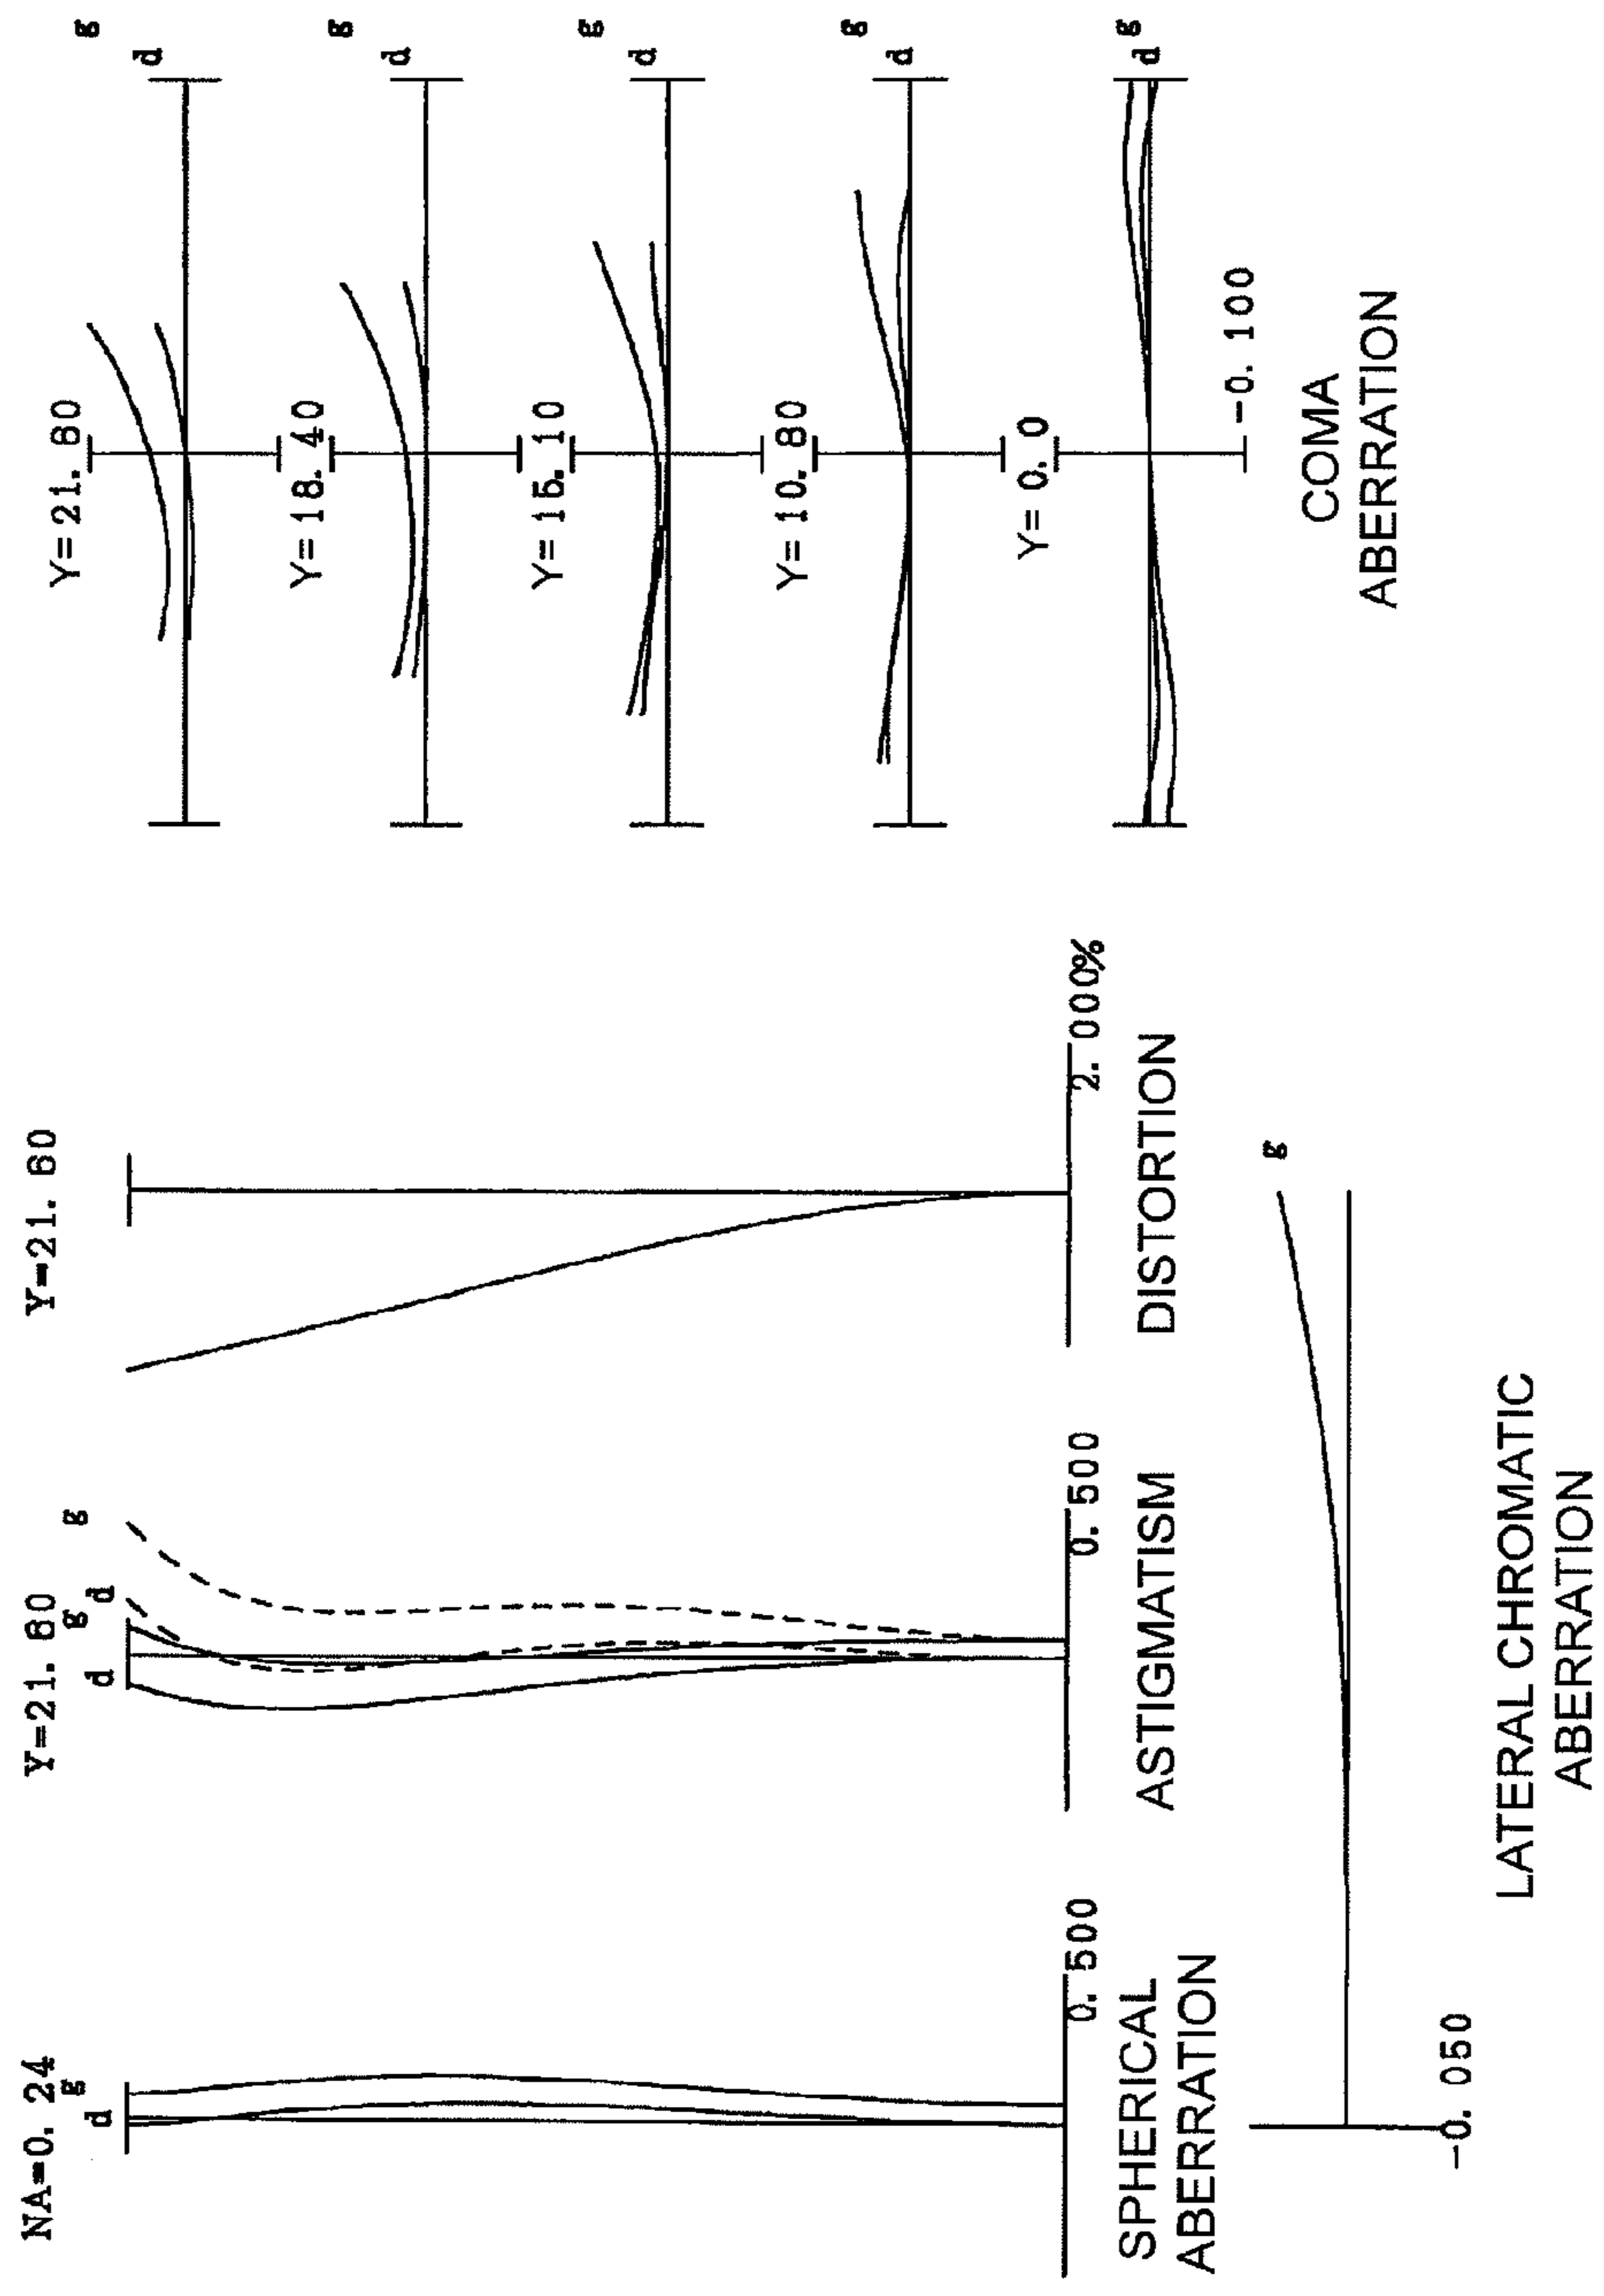 NA=0. 24
d g
0. 500
SPHERICAL
ABERRATION
Y=21. 60
d g d g
0. 500
ASTIGMATISM
Y=21. 60
2. 000%
DISTORTION
g
-0. 050
LATERAL CHROMATIC
ABERRATION
Y=21. 60
g
d
Y=18. 40
g
d
Y=15. 10
g
d
Y=10. 80
g
d
Y= 0. 0
g
d
-0. 100
COMA
ABERRATION